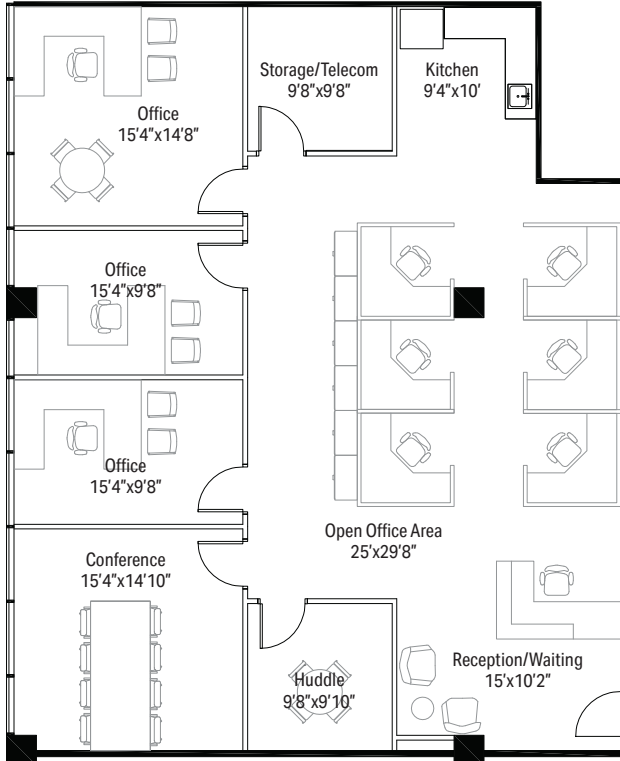 Storage/Telecom
9'8"x9'8"
Kitchen
9'4"x10'
Office
15'4"x14'8"
Office
15'4"x9'8"
Office
15'4"x9'8"
Open Office Area
25'x29'8"
Conference
15'4"x14'10"
Huddle
9'8"x9'10"
Reception/Waiting
15'x10'2"